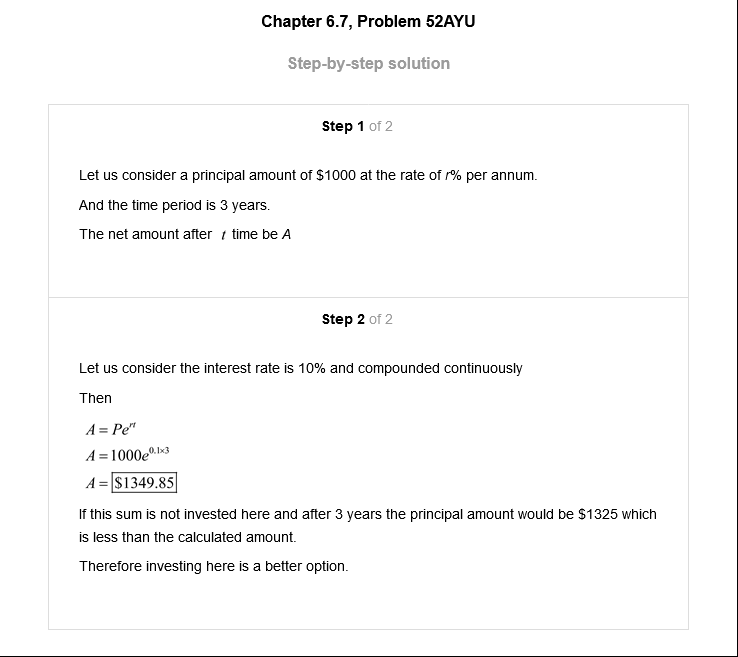 Chapter 6.7, Problem 52AYU
Step-by-step solution
Step 1 of 2
Let us consider a principal amount of $1000 at the rate of r% per annum.
And the time period is 3 years.
The net amount after t time be A
Step 2 of 2
Let us consider the interest rate is 10% and compounded continuously
Then
A = Pe^{rt}
A = 1000e^{0.1×3}
A = $1349.85
If this sum is not invested here and after 3 years the principal amount would be $1325 which
is less than the calculated amount.
Therefore investing here is a better option.